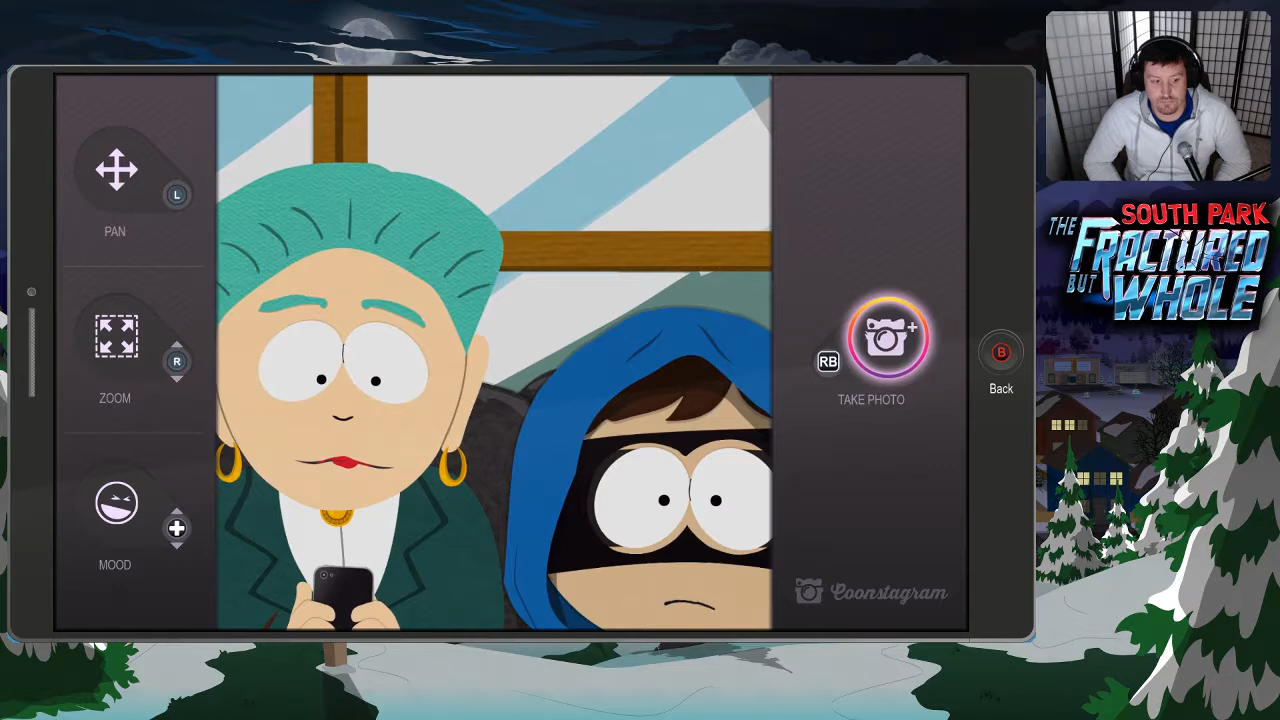 L
PAN
R
ZOOM
MOOD
RB
TAKE PHOTO
Coonstagram
B
Back
SOUTH PARK
THE
FRACTURED
BUT
WHOLE